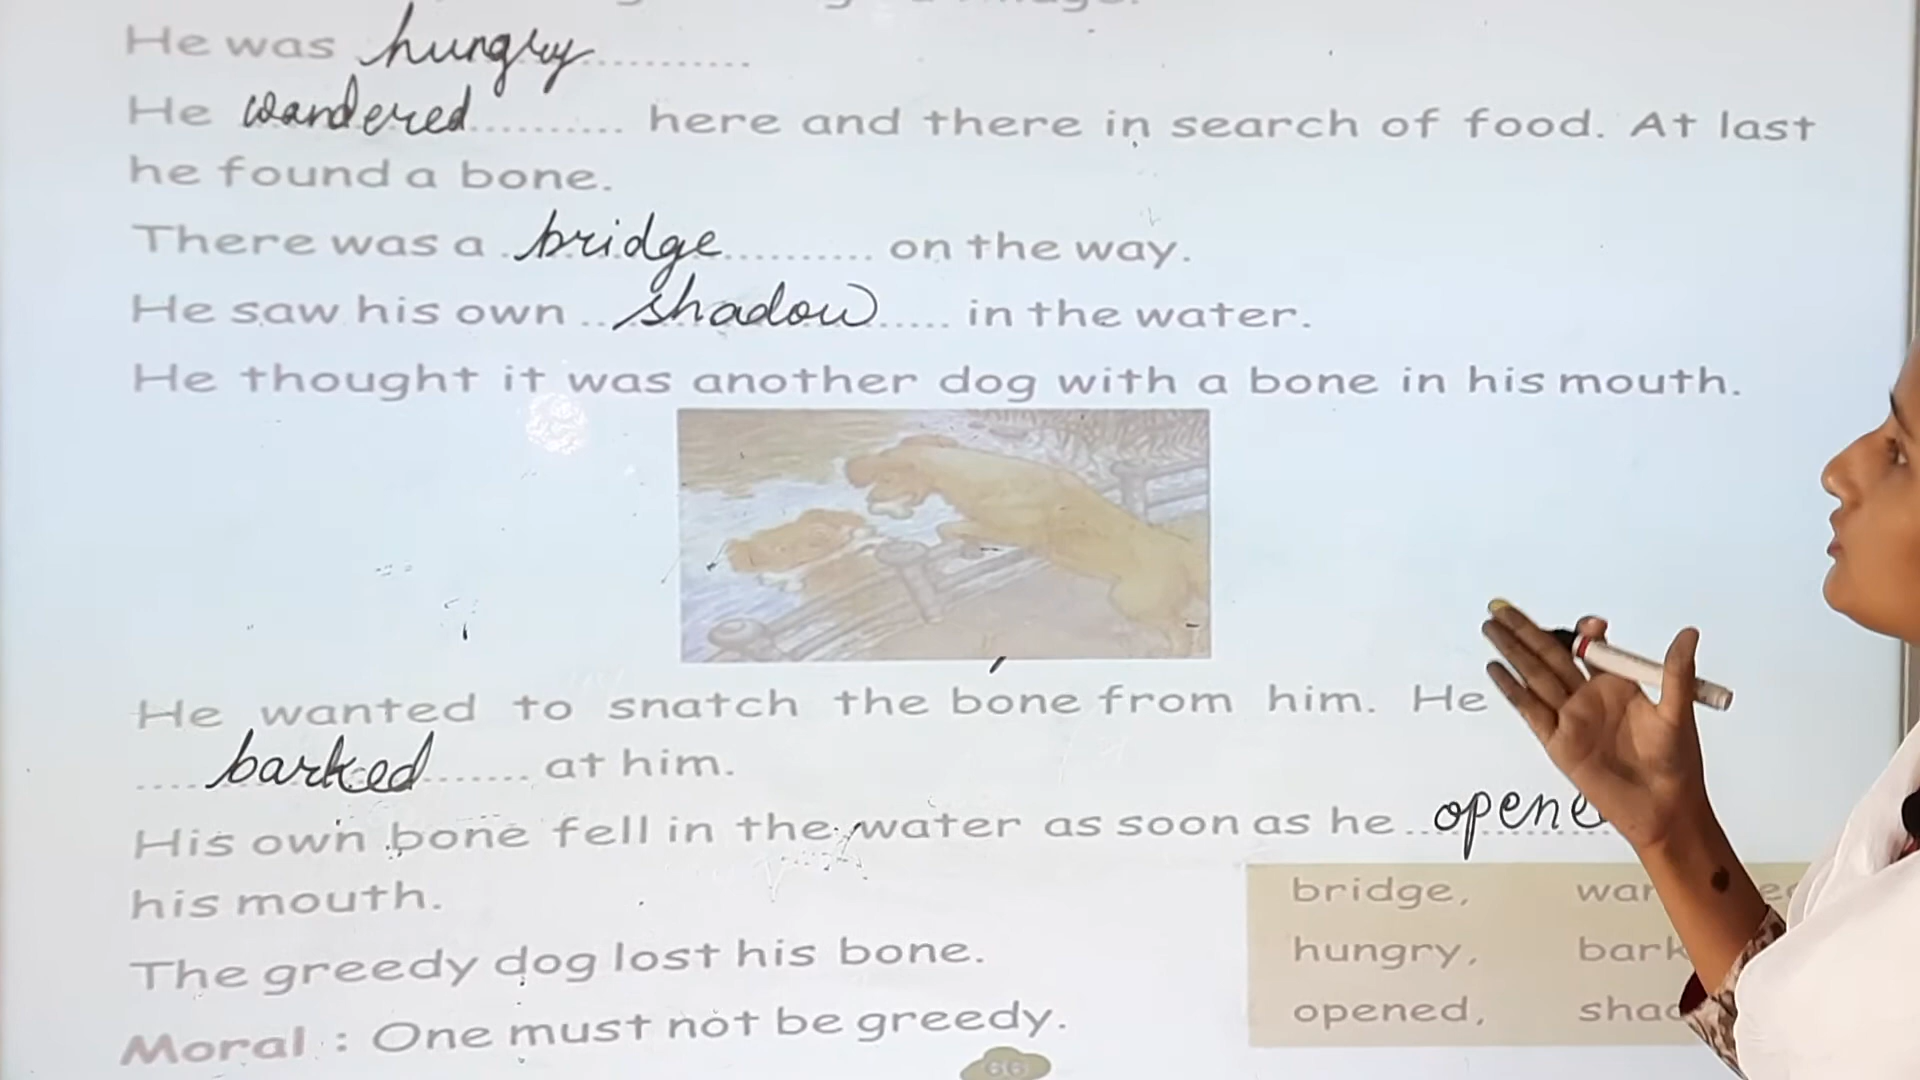 He was hungry..........
He wandered.......... here and there in search of food. At last
he found a bone.
There was a .bridge.......... on the way.
He saw his own ..shadow..... in the water.
He thought it was another dog with a bone in his mouth.
He wanted to snatch the bone from him. He
....barked....... at him.
His own bone fell in the water as soon as he ..opene
his mouth.
The greedy dog lost his bone.
Moral : One must not be greedy.
bridge,
hungry, bark
opened, shad
66